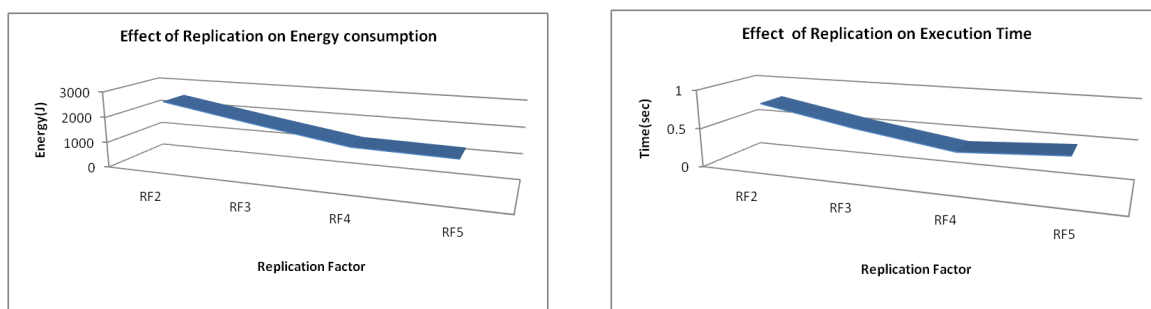 Effect of Replication on Energy consumption
3000
2000
1000
0
Energy(J)
RF2
RF3
RF4
RF5
Replication Factor
Effect of Replication on Execution Time
1
0.5
0
Time(sec)
RF2
RF3
RF4
RF5
Replication Factor